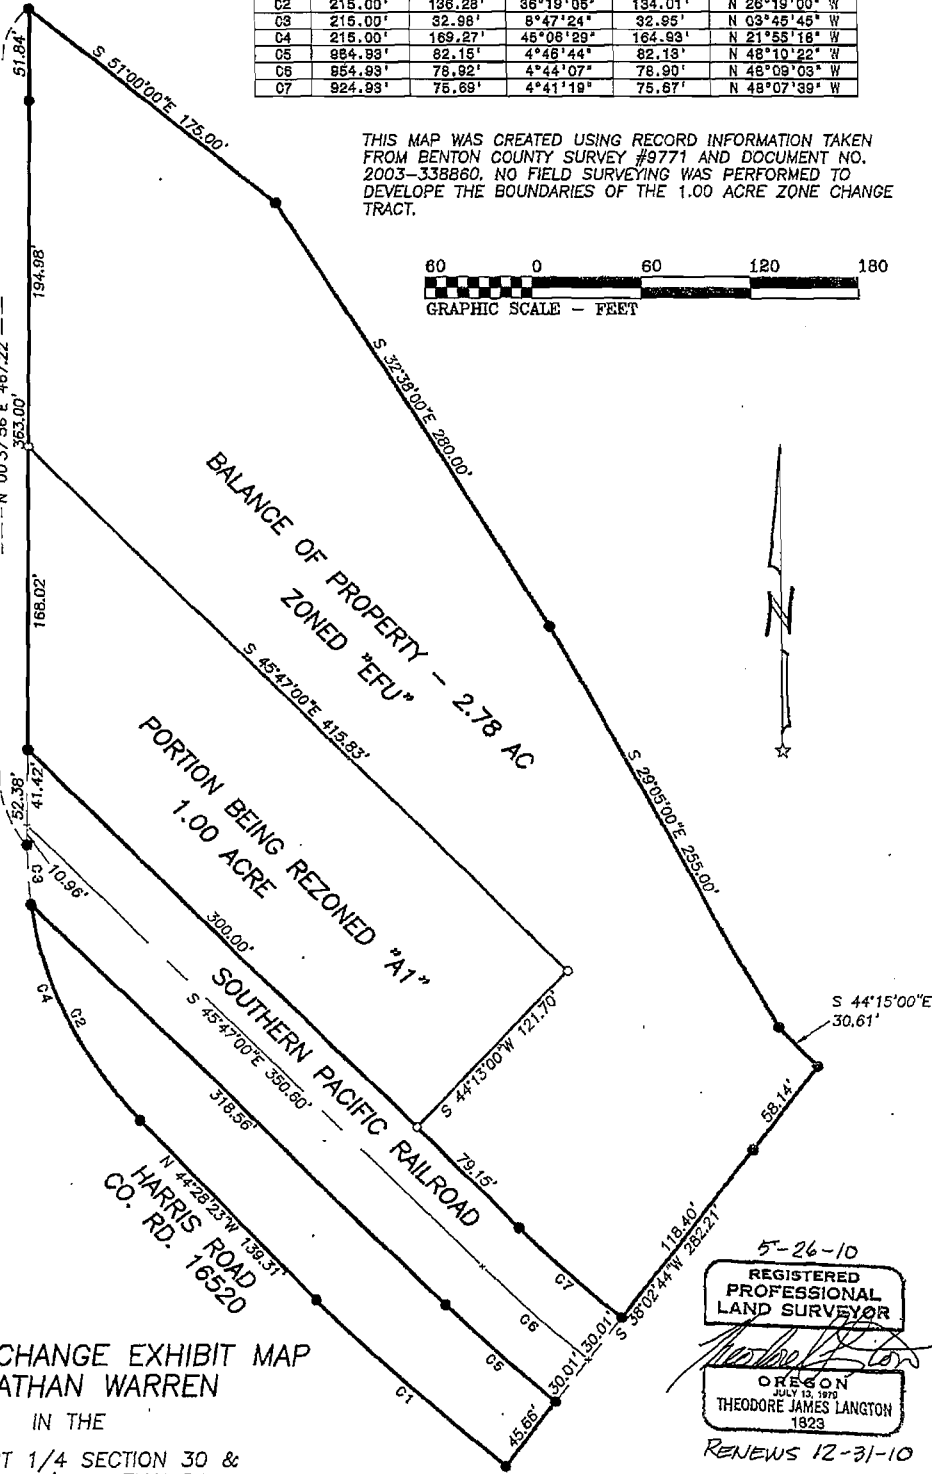 C2 215.00' 136.28' 36°19'05" 134.01' N 26°19'00" W
C3 215.00' 32.98' 8°47'24" 32.95' N 03°45'45" W
C4 215.00' 169.27' 45°06'29" 164.93' N 21°55'18" W
C5 984.93' 82.15' 4°46'44" 82.13' N 48°10'22" W
C6 954.93' 78.92' 4°44'07" 78.90' N 48°09'03" W
C7 924.93' 75.69' 4°41'19" 75.67' N 48°07'39" W
THIS MAP WAS CREATED USING RECORD INFORMATION TAKEN
FROM BENTON COUNTY SURVEY #9771 AND DOCUMENT NO.
2003-338860. NO FIELD SURVEYING WAS PERFORMED TO
DEVELOPE THE BOUNDARIES OF THE 1.00 ACRE ZONE CHANGE
TRACT.
60 0 60 120 180
GRAPHIC SCALE - FEET
51.84'
S 51°00'00"E 175.00'
194.98'
N 00°37'56"E 467.22
363.00'
S 32°38'00"E 280.00'
168.02'
BALANCE OF PROPERTY - 2.78 AC
ZONED "EFU"
S 45°47'00"E 415.83'
N
PORTION BEING REZONED "A1"
1.00 ACRE
S 29°05'00"E 255.00'
52.38'
41.42'
C3
10.96'
300.00'
S 44°15'00"E
30.61'
SOUTHERN PACIFIC RAILROAD
S 45°47'00"E 350.60'
S 44°13'00"W 121.70'
C4
C2
318.56'
58.14'
79.15'
N 44°28'23"W 139.31'
HARRIS ROAD
CO. RD. 16520
118.40'
S 38°02'44"W 282.21'
C7
C6
C5
C1
30.01'
30.01'
45.66'
5-26-10
REGISTERED
PROFESSIONAL
LAND SURVEYOR
OREGON
JULY 13, 1979
THEODORE JAMES LANGTON
1823
RENEWS 12-31-10
CHANGE EXHIBIT MAP
ATHAN WARREN
IN THE
T 1/4 SECTION 30 &